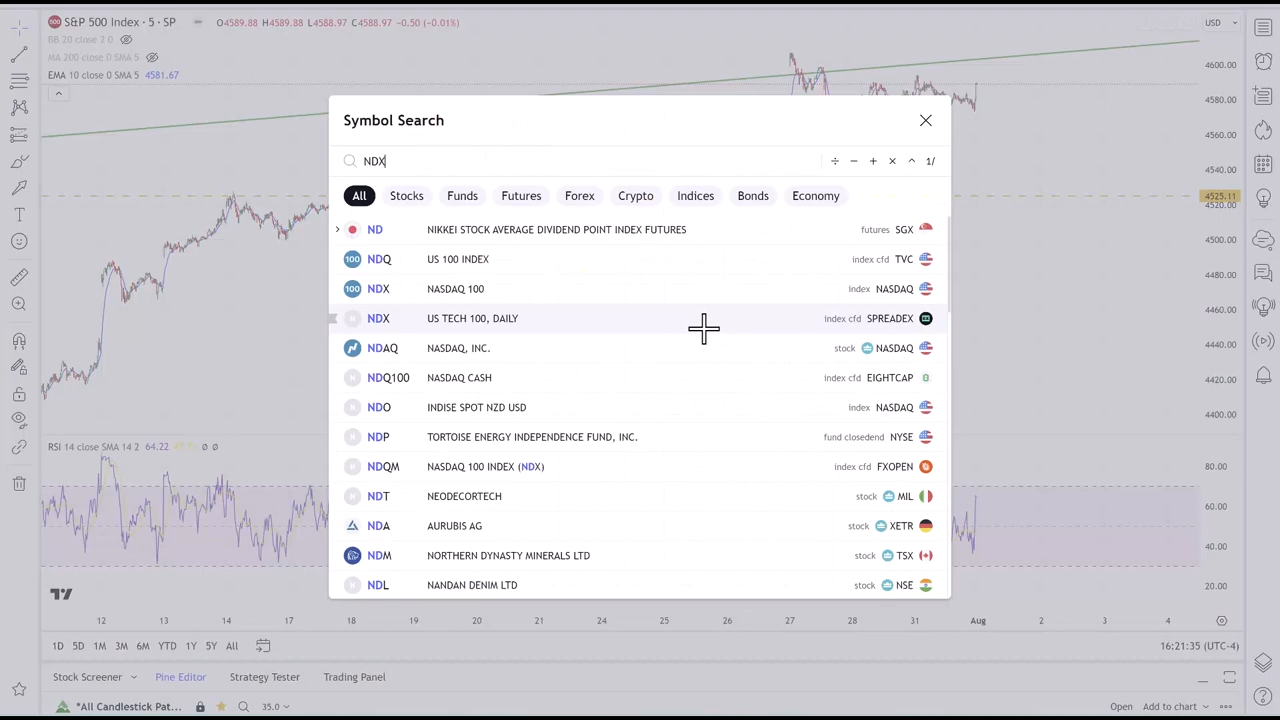 S&P 500 Index · 5 · SP
O4589.88 H4589.88 L4588.97 C4588.97 −0.50 (−0.01%)
USD
BB 20 close 2 0
MA 200 close 0 SMA 5
EMA 10 close 0 SMA 5 4581.67
4600.00
4580.00
4560.00
4540.00
4525.11
4520.00
4500.00
4480.00
4460.00
4440.00
4420.00
4400.00
Symbol Search
NDX
÷ − + × ^ 1/
All Stocks Funds Futures Forex Crypto Indices Bonds Economy
ND NIKKEI STOCK AVERAGE DIVIDEND POINT INDEX FUTURES futures SGX
100 NDQ US 100 INDEX index cfd TVC
100 NDX NASDAQ 100 index NASDAQ
N NDX US TECH 100, DAILY index cfd SPREADEX
NDAQ NASDAQ, INC. stock NASDAQ
N NDQ100 NASDAQ CASH index cfd EIGHTCAP
N NDO INDISE SPOT NZD USD index NASDAQ
N NDP TORTOISE ENERGY INDEPENDENCE FUND, INC. fund closedend NYSE
N NDQM NASDAQ 100 INDEX (NDX) index cfd FXOPEN
N NDT NEODECORTECH stock MIL
NDA AURUBIS AG stock XETR
NDM NORTHERN DYNASTY MINERALS LTD stock TSX
N NDL NANDAN DENIM LTD stock NSE
RSI 14 close SMA 14 2 64.22 Ø Ø
80.00
60.00
40.00
20.00
12 13 14 17 18 19 20 21 24 25 26 27 28 31 Aug 2 3 4
1D 5D 1M 3M 6M YTD 1Y 5Y All
16:21:35 (UTC-4)
Stock Screener Pine Editor Strategy Tester Trading Panel
*All Candlestick Pat... 35.0
Open Add to chart